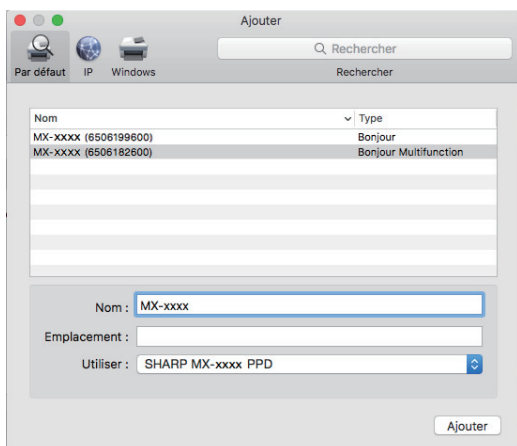 Ajouter
Rechercher
Par défaut IP Windows Rechercher
Nom Type
MX-xxxx (6506199600) Bonjour
MX-xxxx (6506182600) Bonjour Multifunction
Nom : MX-xxxx
Emplacement :
Utiliser : SHARP MX-xxxx PPD
Ajouter